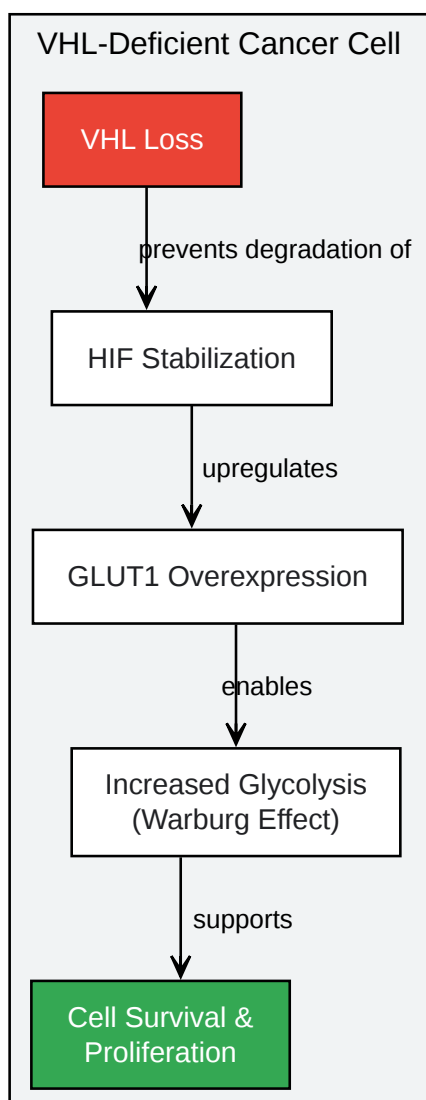 VHL-Deficient Cancer Cell
VHL Loss
prevents degradation of
HIF Stabilization
upregulates
GLUT1 Overexpression
enables
Increased Glycolysis
(Warburg Effect)
supports
Cell Survival &
Proliferation